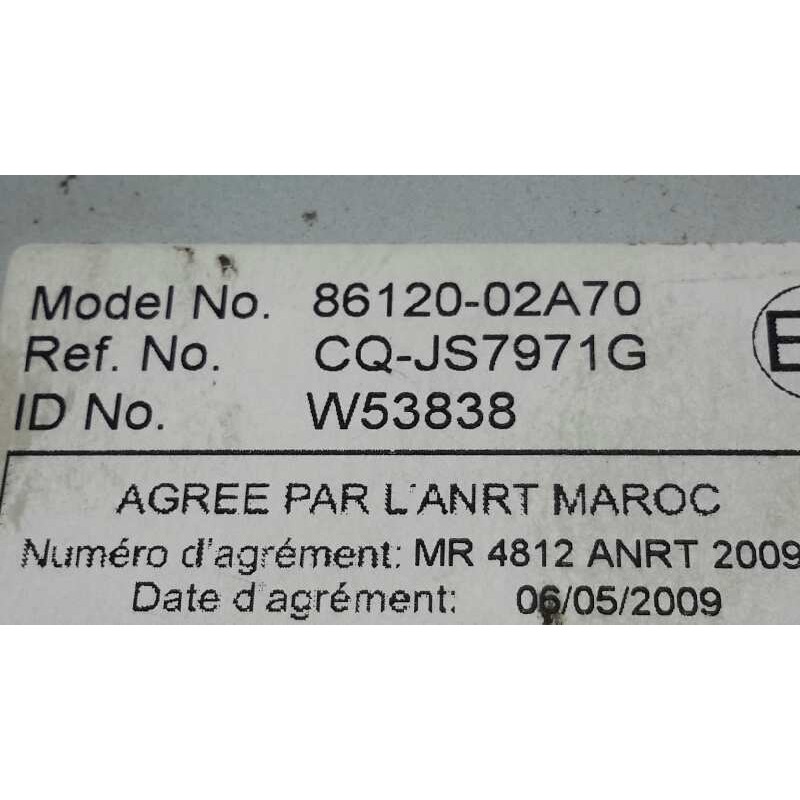 Model No. 86120-02A70
Ref. No. CQ-JS7971G
ID No. W53838
E
AGREE PAR L'ANRT MAROC
Numéro d'agrément: MR 4812 ANRT 2009
Date d'agrément: 06/05/2009